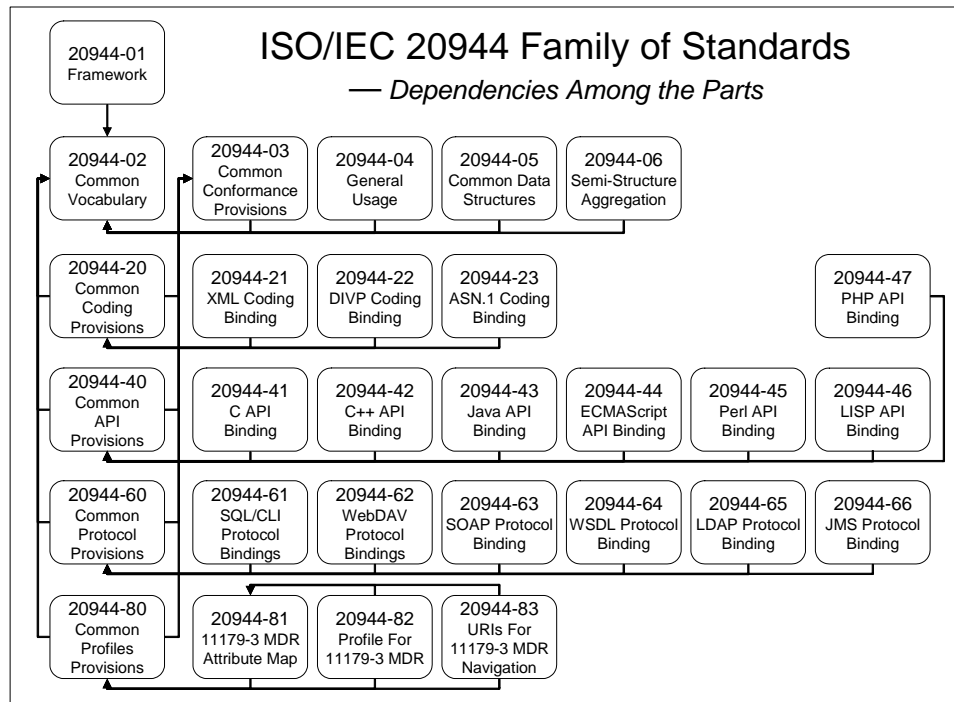 ISO/IEC 20944 Family of Standards
— Dependencies Among the Parts
20944-01
Framework
20944-02
Common
Vocabulary
20944-03
Common
Conformance
Provisions
20944-04
General
Usage
20944-05
Common Data
Structures
20944-06
Semi-Structure
Aggregation
20944-20
Common
Coding
Provisions
20944-21
XML Coding
Binding
20944-22
DIVP Coding
Binding
20944-23
ASN.1 Coding
Binding
20944-47
PHP API
Binding
20944-40
Common
API
Provisions
20944-41
C API
Binding
20944-42
C++ API
Binding
20944-43
Java API
Binding
20944-44
ECMAScript
API Binding
20944-45
Perl API
Binding
20944-46
LISP API
Binding
20944-60
Common
Protocol
Provisions
20944-61
SQL/CLI
Protocol
Bindings
20944-62
WebDAV
Protocol
Bindings
20944-63
SOAP Protocol
Binding
20944-64
WSDL Protocol
Binding
20944-65
LDAP Protocol
Binding
20944-66
JMS Protocol
Binding
20944-80
Common
Profiles
Provisions
20944-81
11179-3 MDR
Attribute Map
20944-82
Profile For
11179-3 MDR
20944-83
URIs For
11179-3 MDR
Navigation